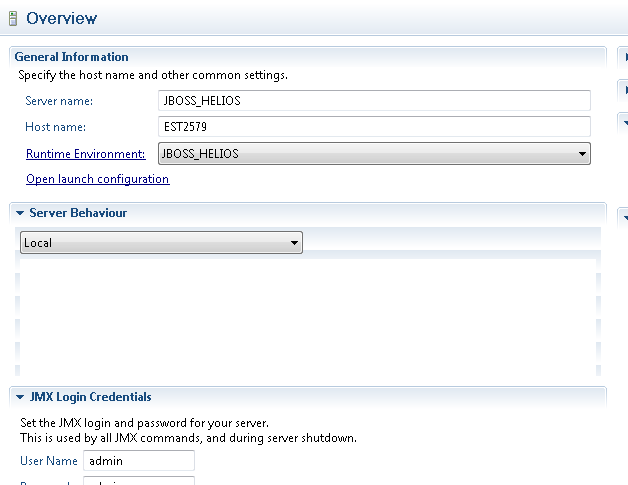 Overview
General Information
Specify the host name and other common settings.
Server name: JBOSS_HELIOS
Host name: EST2579
Runtime Environment: JBOSS_HELIOS
Open launch configuration
Server Behaviour
Local
JMX Login Credentials
Set the JMX login and password for your server.
This is used by all JMX commands, and during server shutdown.
User Name admin